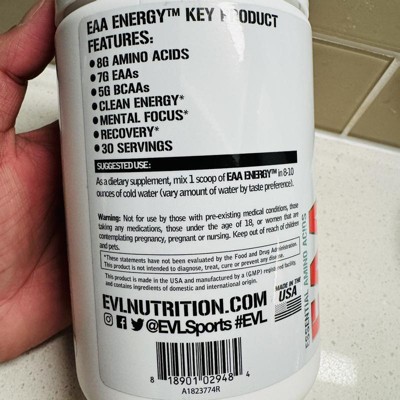 EAA ENERGY™ KEY PRODUCT
FEATURES:
• 8G AMINO ACIDS
• 7G EAAs
• 5G BCAAs
• CLEAN ENERGY*
• MENTAL FOCUS*
• RECOVERY*
• 30 SERVINGS
SUGGESTED USE:
As a dietary supplement, mix 1 scoop of EAA ENERGY™ in 8-10
ounces of cold water (vary amount of water by taste preference).
Warning: Not for use by those with pre-existing medical conditions, those
taking any medications, those under the age of 18, or women that are
contemplating pregnancy, pregnant or nursing. Keep out of reach of children
and pets.
*These statements have not been evaluated by the Food and Drug Administration.
This product is not intended to diagnose, treat, cure or prevent any disease.
This product is made in the USA and manufactured by a (GMP) registered facility,
and contains ingredients of domestic and international origin.
MADE IN THE
USA
EVLNUTRITION.COM
@EVLSports #EVL
8 18901 02948 4
A1823774R
ESSENTIAL AMINO ACIDS